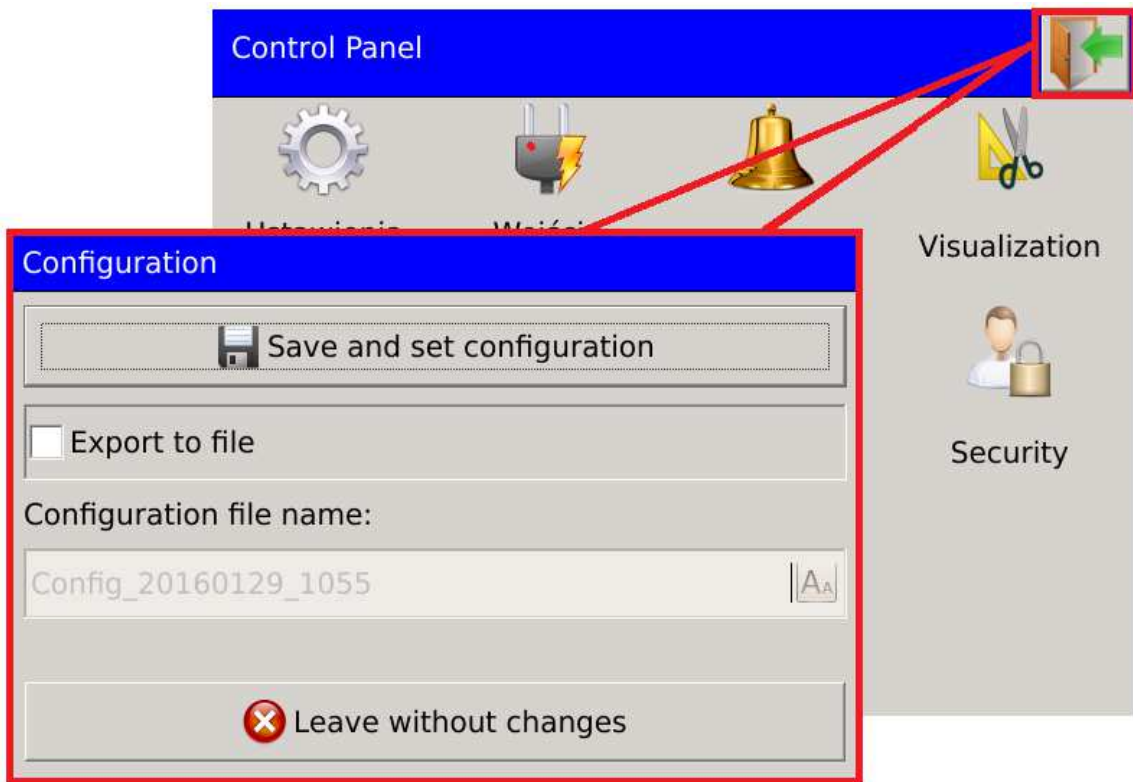 Control Panel
Visualization
Configuration
Save and set configuration
Security
Export to file
Configuration file name:
Config_20160129_1055
AA
Leave without changes